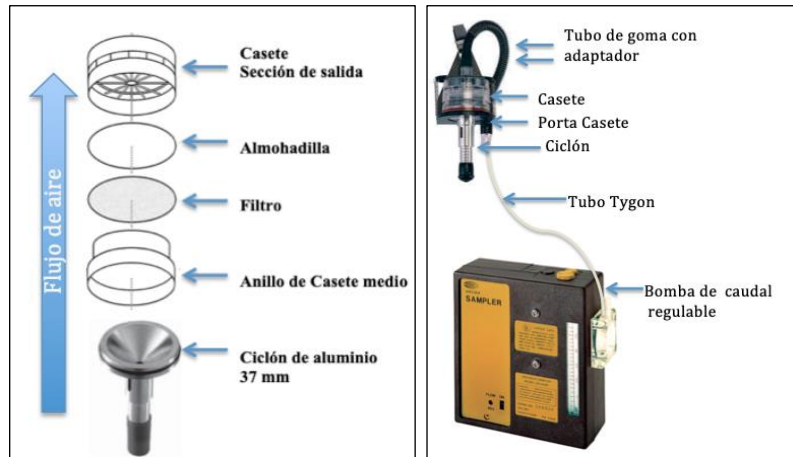 Casete
Sección de salida
Almohadilla
Filtro
Anillo de Casete medio
Ciclón de aluminio
37 mm
Flujo de aire
Tubo de goma con
adaptador
Casete
Porta Casete
Ciclón
Tubo Tygon
Bomba de caudal
regulable
SAMPLER